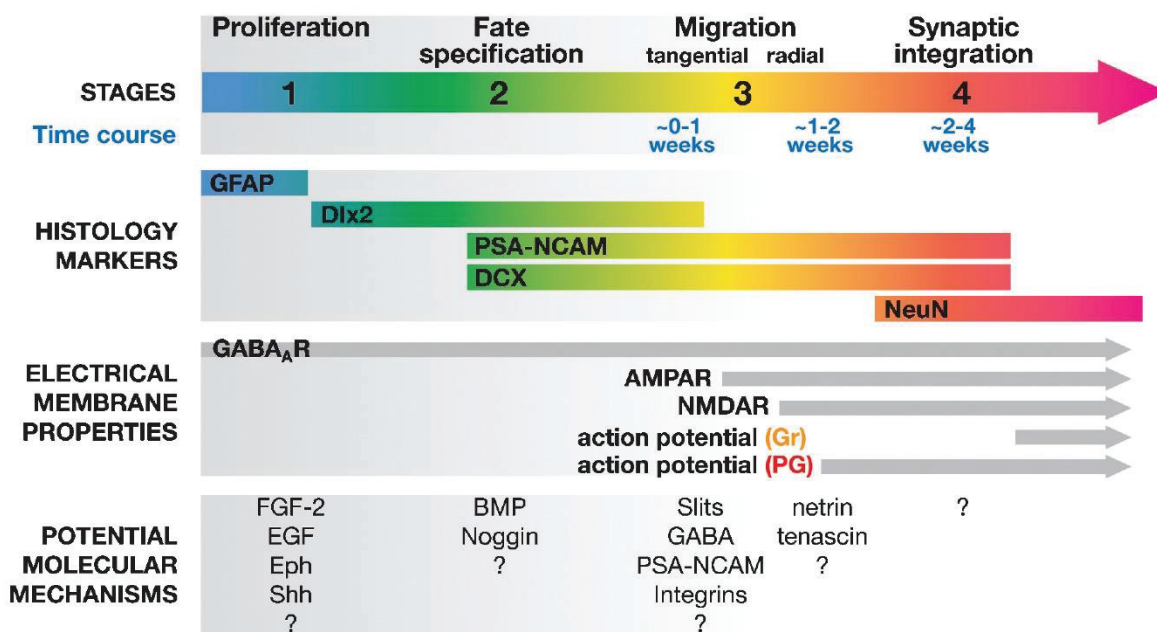 Proliferation
Fate
specification
Migration
tangential radial
Synaptic
integration
STAGES
1
2
3
4
Time course
~0-1
weeks
~1-2
weeks
~2-4
weeks
HISTOLOGY
MARKERS
GFAP
Dlx2
PSA-NCAM
DCX
NeuN
ELECTRICAL
MEMBRANE
PROPERTIES
GABAAR
AMPAR
NMDAR
action potential (Gr)
action potential (PG)
POTENTIAL
MOLECULAR
MECHANISMS
FGF-2
EGF
Eph
Shh
?
BMP
Noggin
?
Slits
GABA
PSA-NCAM
Integrins
?
netrin
tenascin
?
?